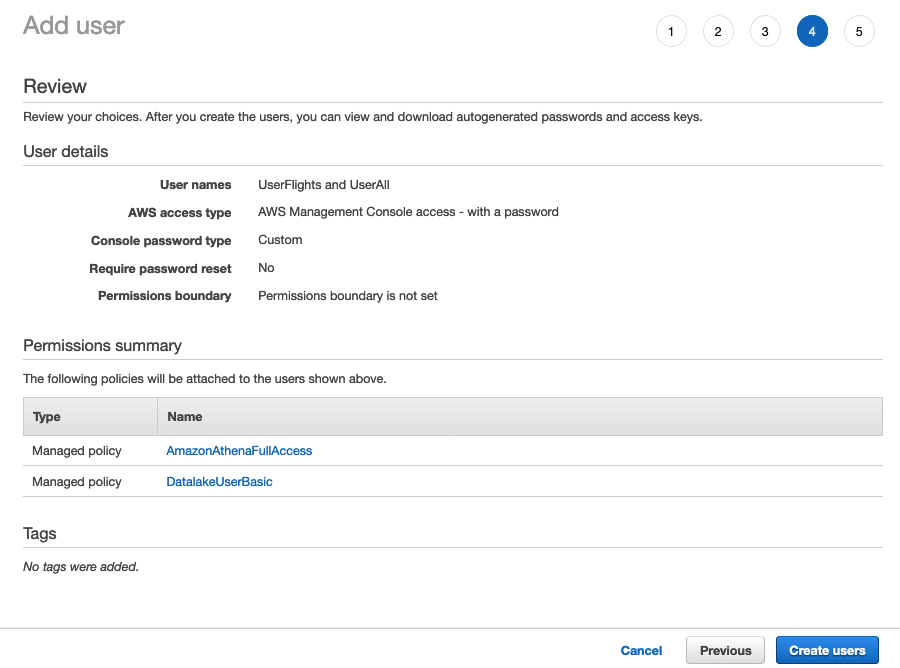 Add user
1 2 3 4 5
Review
Review your choices. After you create the users, you can view and download autogenerated passwords and access keys.
User details
User names UserFlights and UserAll
AWS access type AWS Management Console access - with a password
Console password type Custom
Require password reset No
Permissions boundary Permissions boundary is not set
Permissions summary
The following policies will be attached to the users shown above.
Type Name
Managed policy AmazonAthenaFullAccess
Managed policy DatalakeUserBasic
Tags
No tags were added.
Cancel Previous Create users